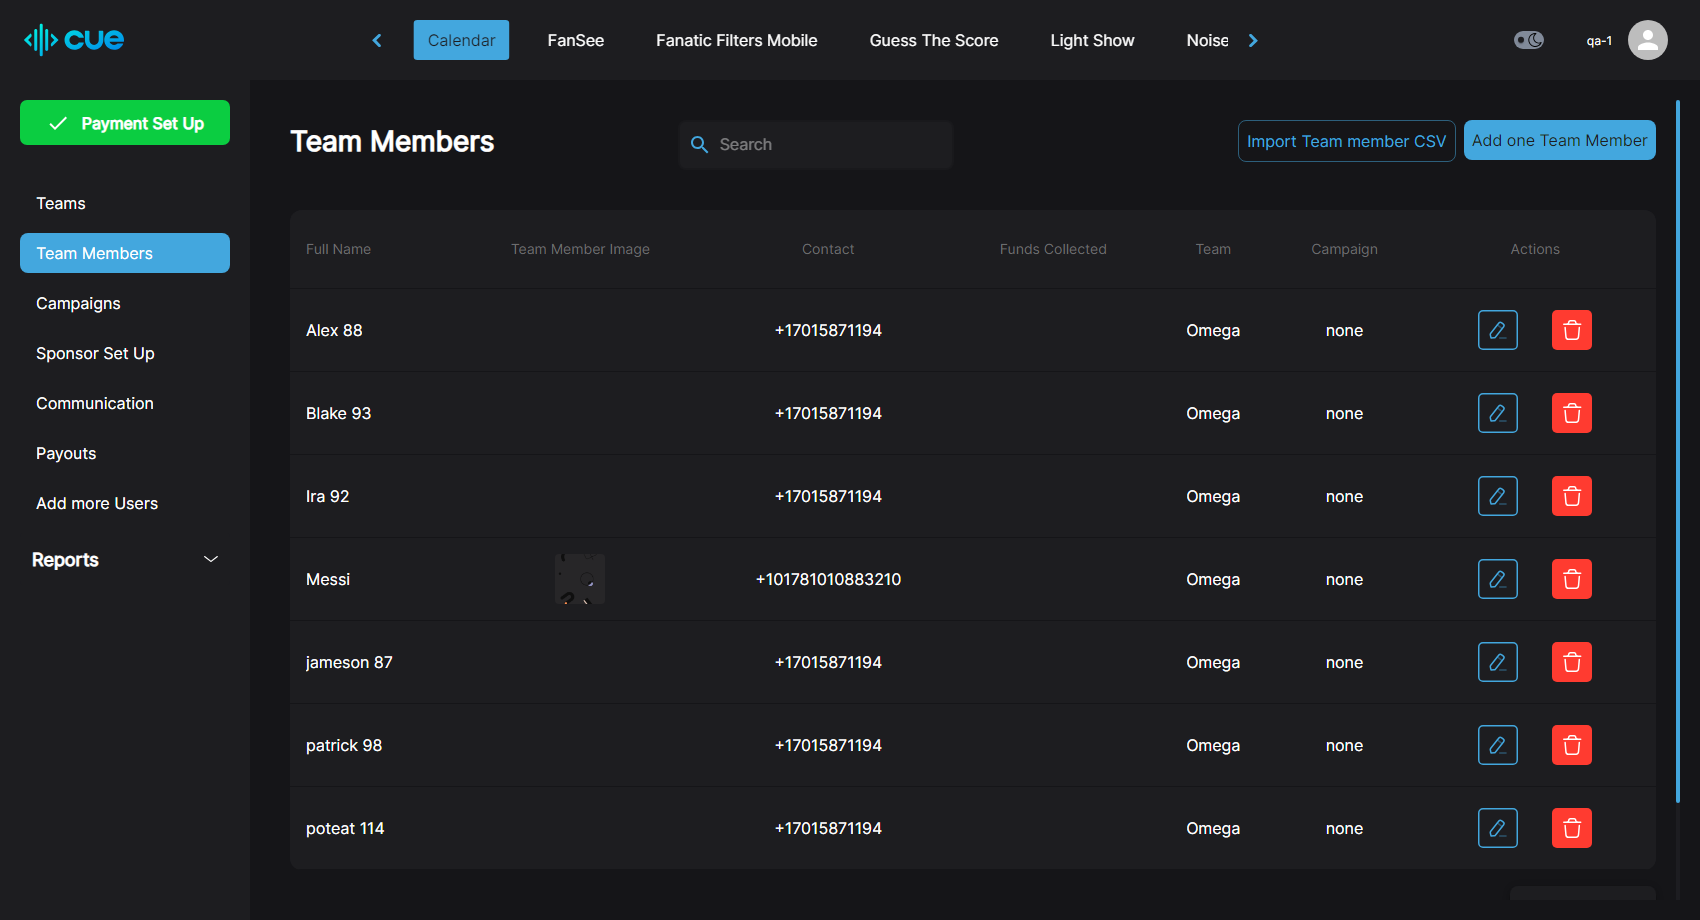 cue
Calendar FanSee Fanatic Filters Mobile Guess The Score Light Show Noise
qa-1
Payment Set Up
Teams
Team Members
Campaigns
Sponsor Set Up
Communication
Payouts
Add more Users
Reports
Team Members
Search
Import Team member CSV
Add one Team Member
Full Name Team Member Image Contact Funds Collected Team Campaign Actions
Alex 88 +17015871194 Omega none
Blake 93 +17015871194 Omega none
Ira 92 +17015871194 Omega none
Messi +101781010883210 Omega none
jameson 87 +17015871194 Omega none
patrick 98 +17015871194 Omega none
poteat 114 +17015871194 Omega none